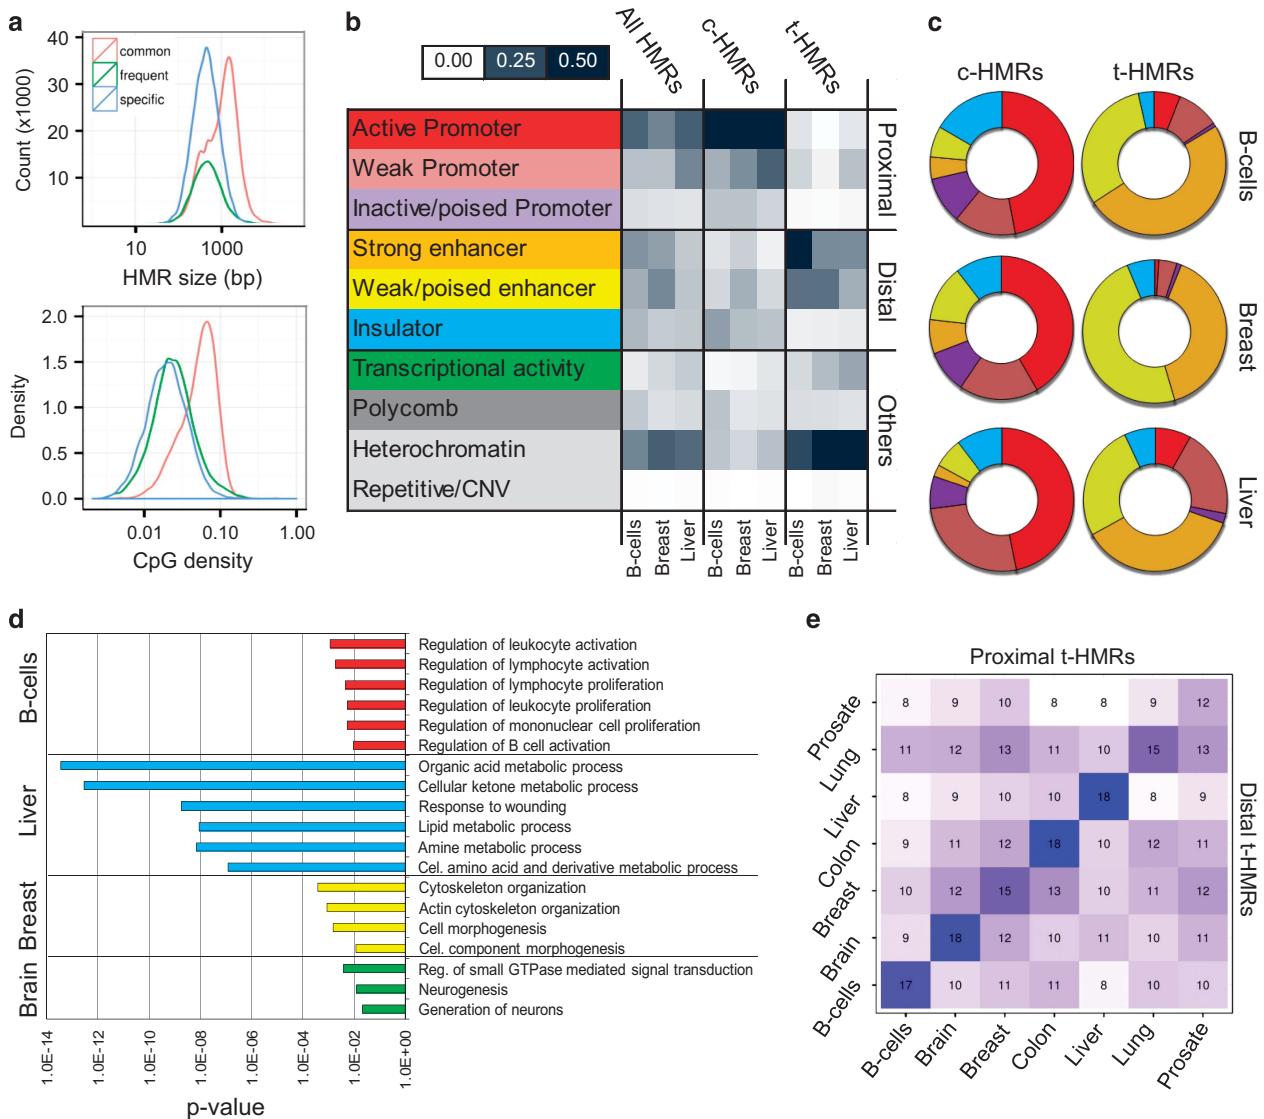 a
40
30
20
10
Count (x1000)
common
frequent
specific
10
1000
HMR size (bp)
2.0
1.5
1.0
0.5
0.0
Density
0.01
0.10
1.00
CpG density
b
0.00
0.25
0.50
All HMRs
c-HMRs
t-HMRs
Active Promoter
Weak Promoter
Inactive/poised Promoter
Strong enhancer
Weak/poised enhancer
Insulator
Transcriptional activity
Polycomb
Heterochromatin
Repetitive/CNV
Proximal
Distal
Others
B-cells
Breast
Liver
B-cells
Breast
Liver
B-cells
Breast
Liver
c
c-HMRs
t-HMRs
B-cells
Breast
Liver
d
B-cells
Regulation of leukocyte activation
Regulation of lymphocyte activation
Regulation of lymphocyte proliferation
Regulation of leukocyte proliferation
Regulation of mononuclear cell proliferation
Regulation of B cell activation
Liver
Organic acid metabolic process
Cellular ketone metabolic process
Response to wounding
Lipid metabolic process
Amine metabolic process
Cel. amino acid and derivative metabolic process
Breast
Cytoskeleton organization
Actin cytoskeleton organization
Cell morphogenesis
Cel. component morphogenesis
Brain
Reg. of small GTPase mediated signal transduction
Neurogenesis
Generation of neurons
1.0E-14
1.0E-12
1.0E-10
1.0E-08
1.0E-06
1.0E-04
1.0E-02
1.0E+00
p-value
e
Proximal t-HMRs
Prosate 8 9 10 8 8 9 12
Lung 11 12 13 11 10 15 13
Liver 8 9 10 10 18 8 9
Colon 9 11 12 18 10 12 11
Breast 10 12 15 13 10 11 12
Brain 9 18 12 10 11 10 11
B-cells 17 10 11 11 8 10 10
Distal t-HMRs
B-cells
Brain
Breast
Colon
Liver
Lung
Prosate